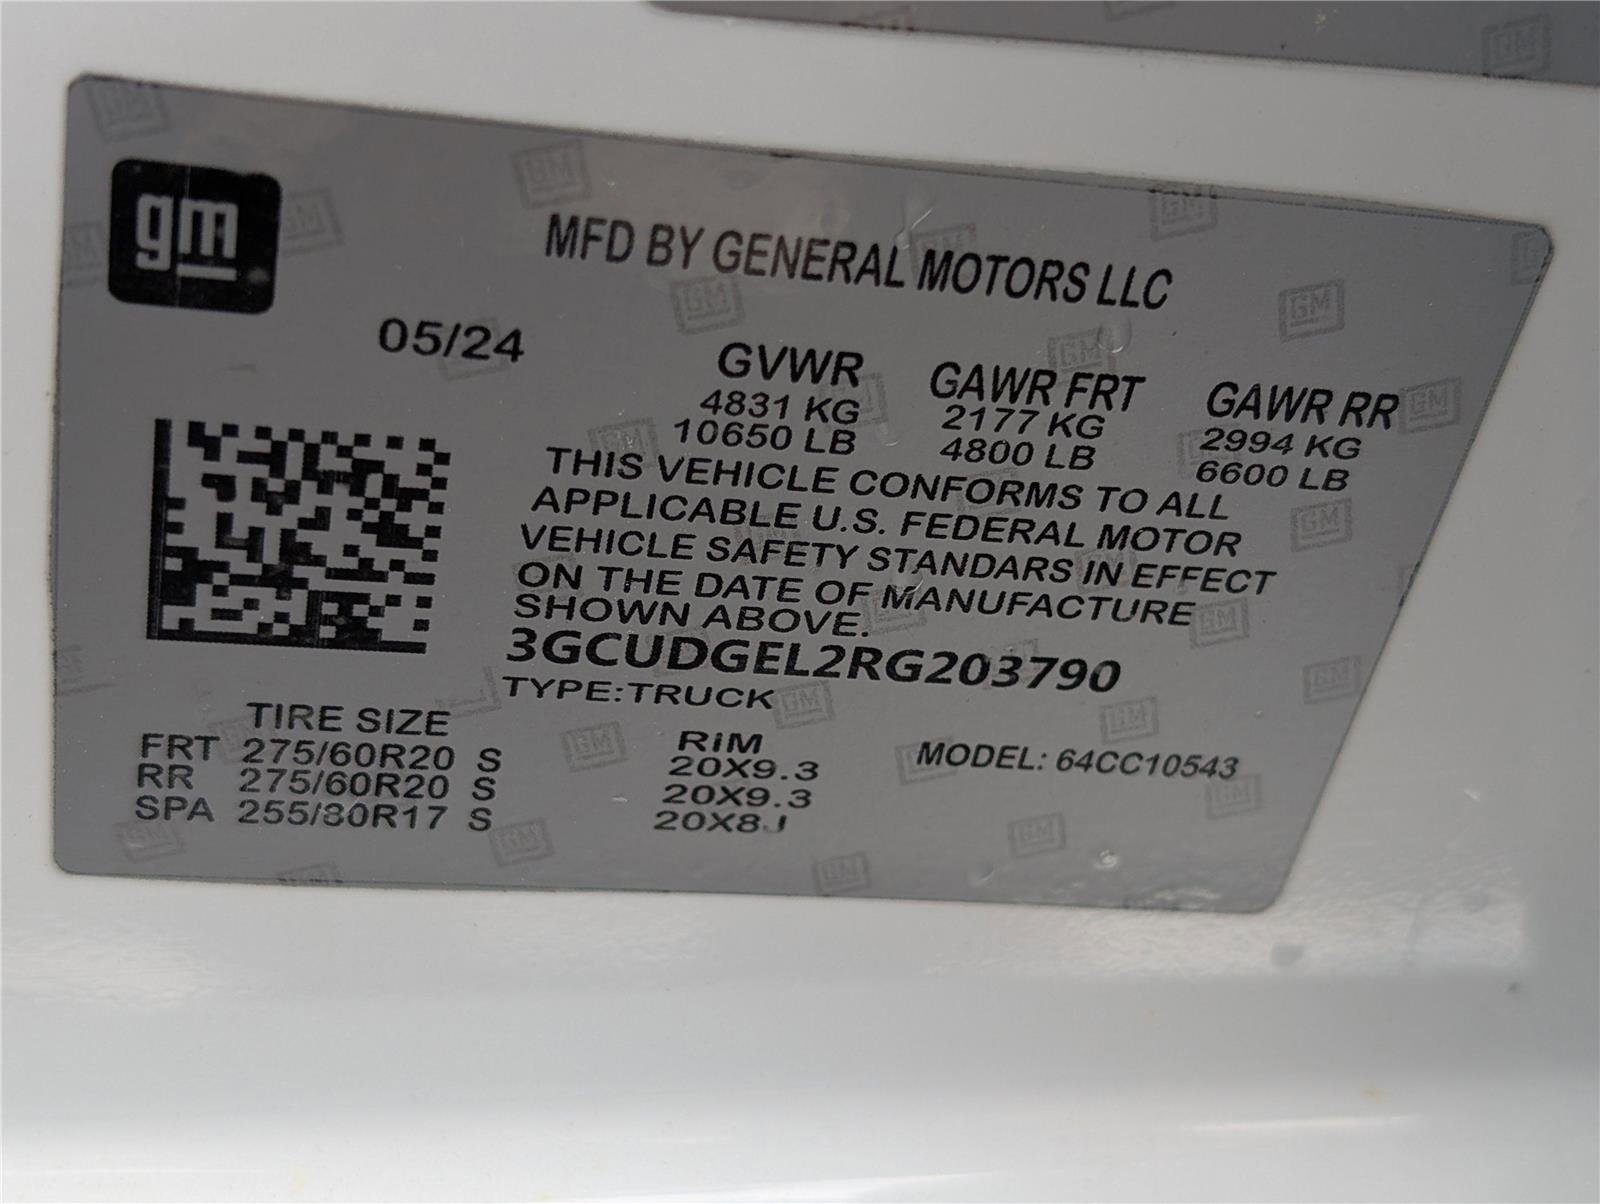 gm
MFD BY GENERAL MOTORS LLC
05/24
GVWR GAWR FRT GAWR RR
4831 KG 2177 KG 2994 KG
10650 LB 4800 LB 6600 LB
THIS VEHICLE CONFORMS TO ALL
APPLICABLE U.S. FEDERAL MOTOR
VEHICLE SAFETY STANDARDS IN EFFECT
ON THE DATE OF MANUFACTURE
SHOWN ABOVE.
3GCUDGEL2RG203790
TYPE:TRUCK
TIRE SIZE RIM MODEL: 64CC10543
FRT 275/60R20 S 20X9.3
RR 275/60R20 S 20X9.3
SPA 255/80R17 S 20X8J